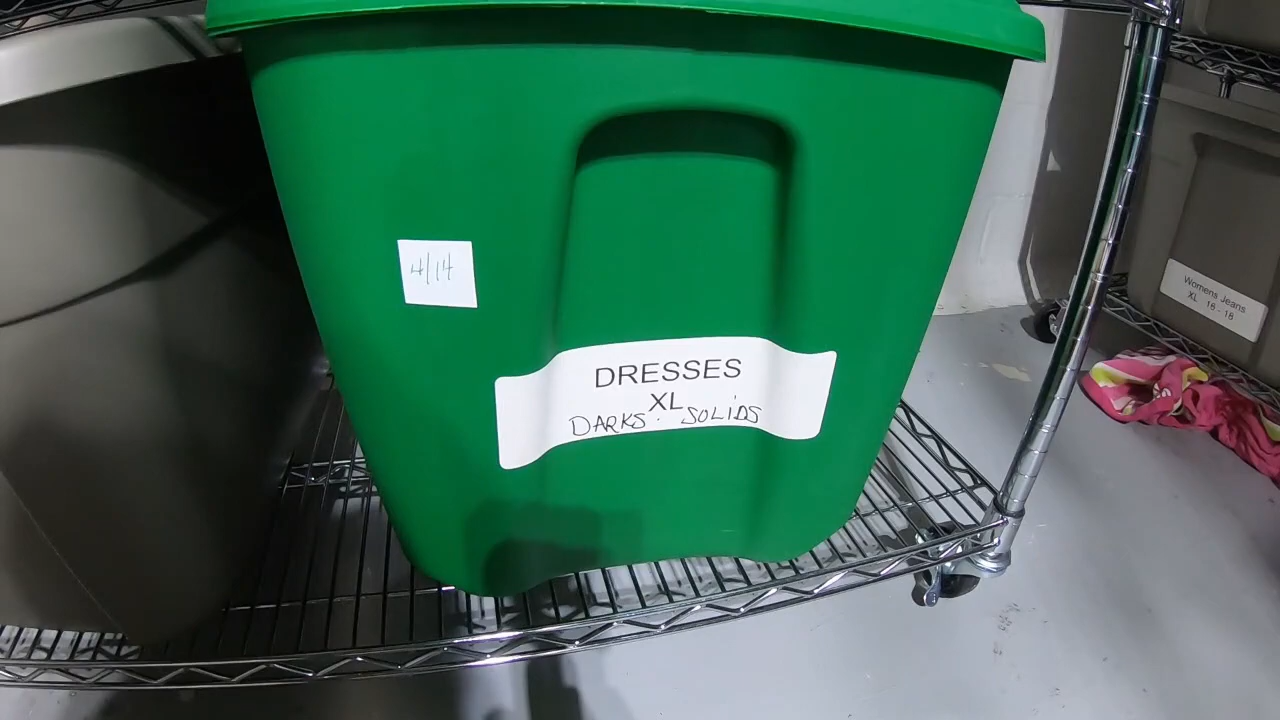 4/14
DRESSES
XL
DARKS. SOLIDS
Womens Jeans
XL 16 - 18